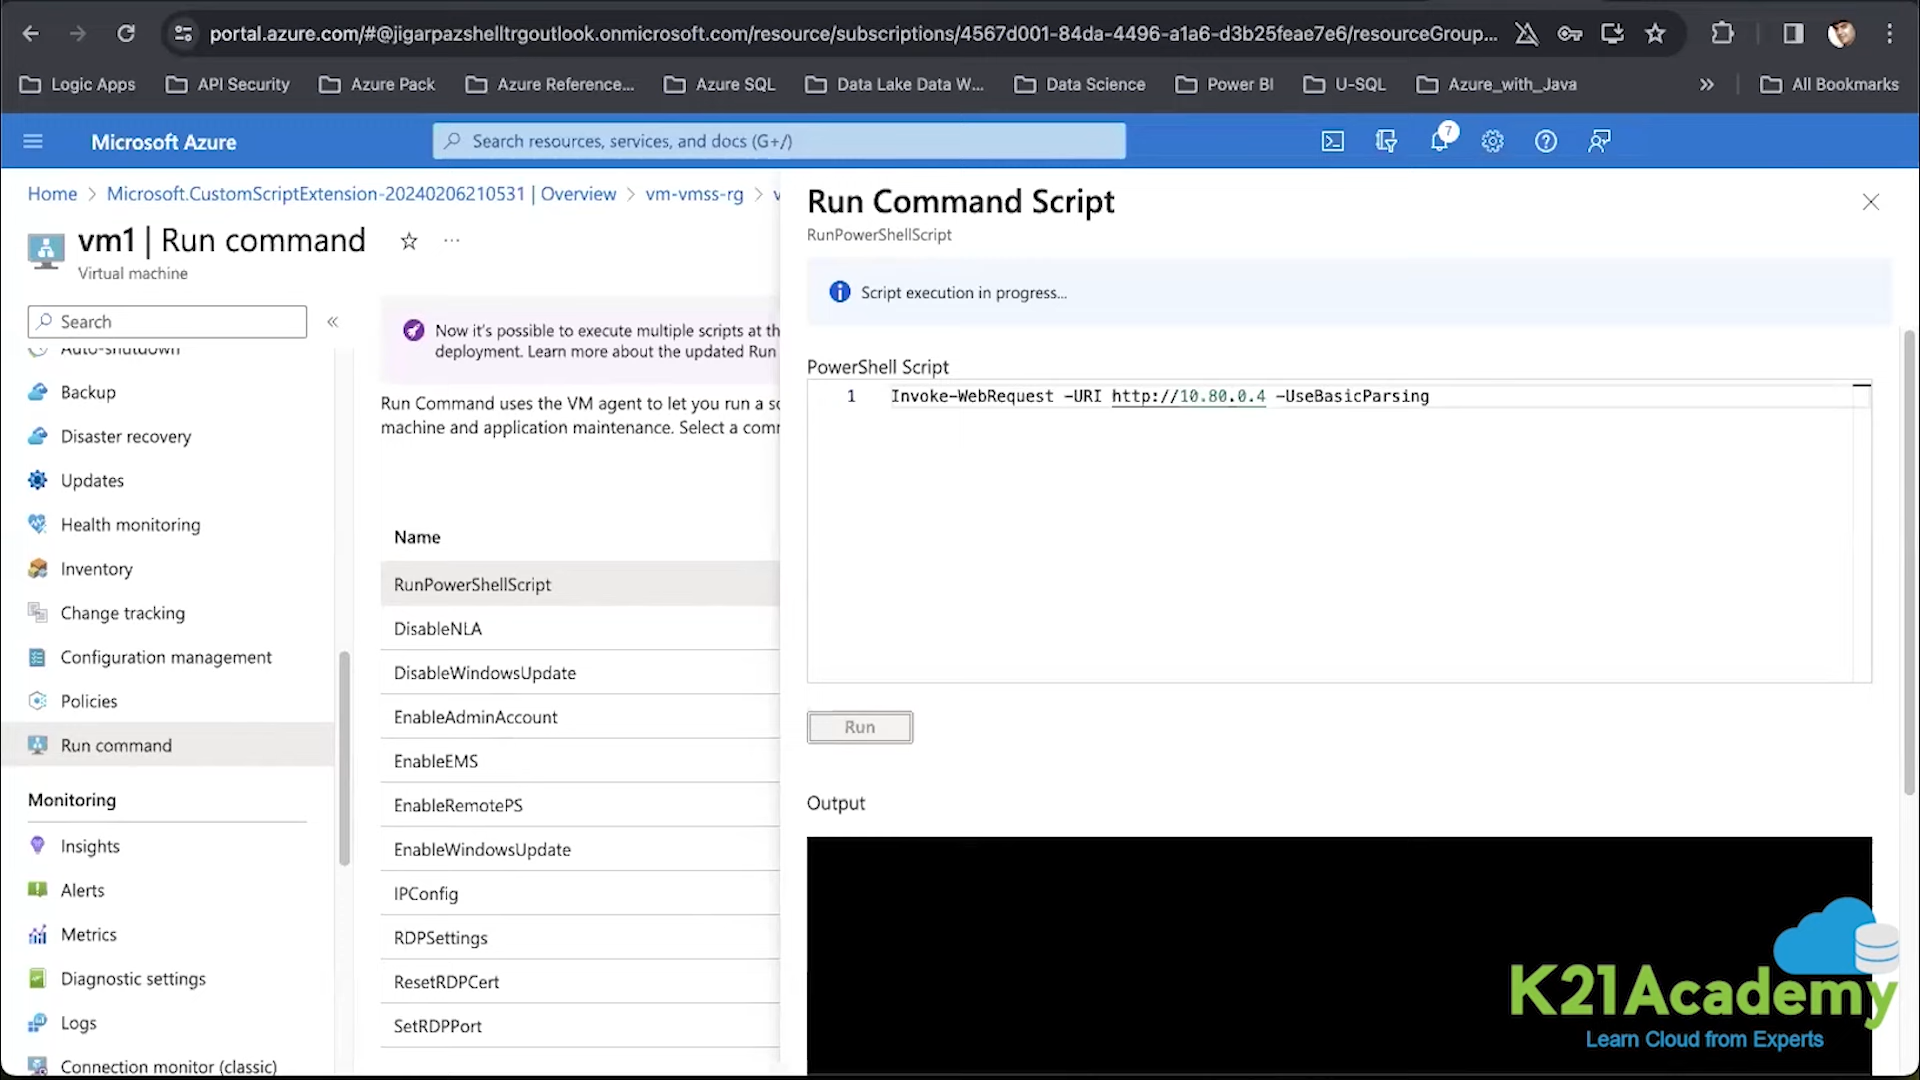 portal.azure.com/#@jigarpazshelltrgoutlook.onmicrosoft.com/resource/subscriptions/4567d001-84da-4496-a1a6-d3b25feae7e6/resourceGroup...
Logic Apps
API Security
Azure Pack
Azure Reference...
Azure SQL
Data Lake Data W...
Data Science
Power BI
U-SQL
Azure_with_Java
»
All Bookmarks
Microsoft Azure
Search resources, services, and docs (G+/)
7
Home > Microsoft.CustomScriptExtension-20240206210531 | Overview > vm-vmss-rg > v
vm1 | Run command
Virtual machine
Search
«
Auto-shutdown
Backup
Disaster recovery
Updates
Health monitoring
Inventory
Change tracking
Configuration management
Policies
Run command
Monitoring
Insights
Alerts
Metrics
Diagnostic settings
Logs
Connection monitor (classic)
Now it's possible to execute multiple scripts at th
deployment. Learn more about the updated Run
Run Command uses the VM agent to let you run a sc
machine and application maintenance. Select a comm
Name
RunPowerShellScript
DisableNLA
DisableWindowsUpdate
EnableAdminAccount
EnableEMS
EnableRemotePS
EnableWindowsUpdate
IPConfig
RDPSettings
ResetRDPCert
SetRDPPort
Run Command Script
RunPowerShellScript
Script execution in progress...
PowerShell Script
1 Invoke-WebRequest -URI http://10.80.0.4 -UseBasicParsing
Run
Output
K21Academy
Learn Cloud from Experts